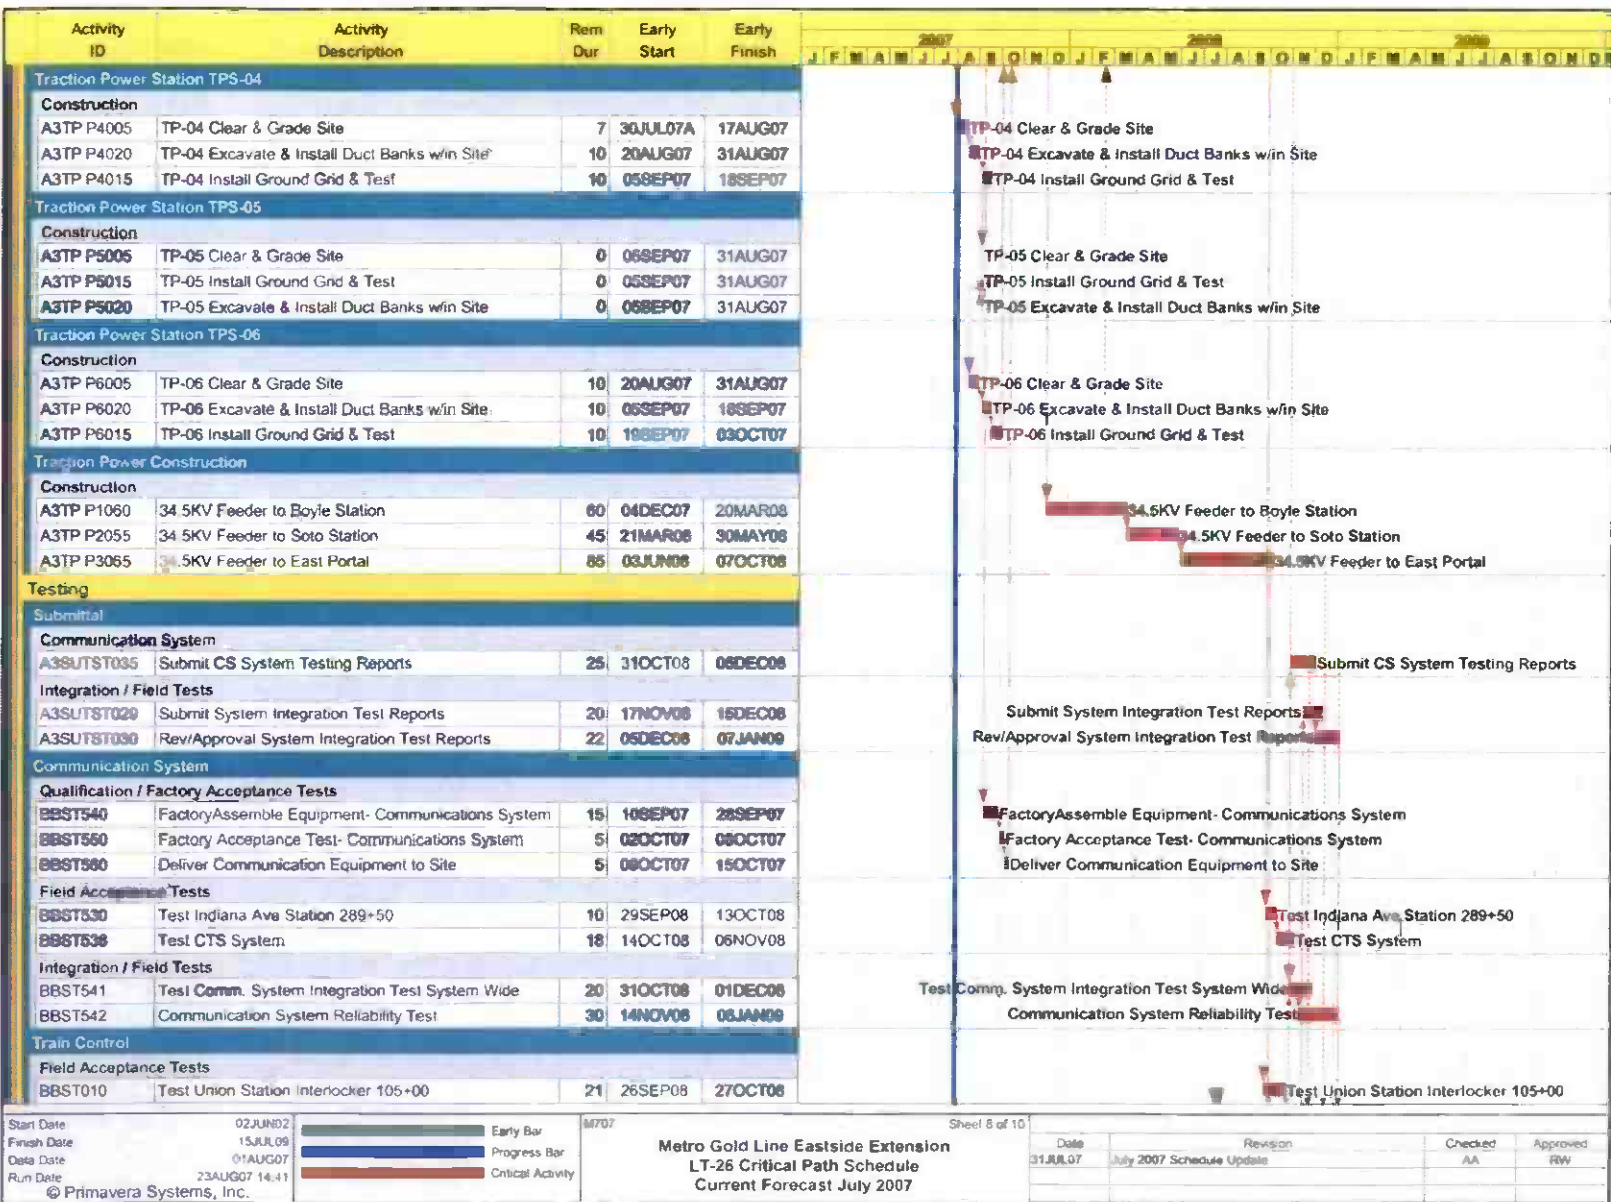 Activity ID Activity Description Rem Dur Early Start Early Finish
2007 2008 2009
J F M A M J J A S O N D J F M A M J J A S O N D J F M A M J J A S O N D
Traction Power Station TPS-04
Construction
A3TP P4005 TP-04 Clear & Grade Site 7 30JUL07A 17AUG07 TP-04 Clear & Grade Site
A3TP P4020 TP-04 Excavate & Install Duct Banks w/in Site 10 20AUG07 31AUG07 TP-04 Excavate & Install Duct Banks w/in Site
A3TP P4015 TP-04 Install Ground Grid & Test 10 05SEP07 18SEP07 TP-04 Install Ground Grid & Test
Traction Power Station TPS-05
Construction
A3TP P5005 TP-05 Clear & Grade Site 0 05SEP07 31AUG07 TP-05 Clear & Grade Site
A3TP P5015 TP-05 Install Ground Grid & Test 0 05SEP07 31AUG07 TP-05 Install Ground Grid & Test
A3TP P5020 TP-05 Excavate & Install Duct Banks w/in Site 0 05SEP07 31AUG07 TP-05 Excavate & Install Duct Banks w/in Site
Traction Power Station TPS-06
Construction
A3TP P6005 TP-06 Clear & Grade Site 10 20AUG07 31AUG07 TP-06 Clear & Grade Site
A3TP P6020 TP-06 Excavate & Install Duct Banks w/in Site 10 05SEP07 18SEP07 TP-06 Excavate & Install Duct Banks w/in Site
A3TP P6015 TP-06 Install Ground Grid & Test 10 19SEP07 03OCT07 TP-06 Install Ground Grid & Test
Traction Power Construction
Construction
A3TP P1060 34.5KV Feeder to Boyle Station 60 04DEC07 20MAR08 34.5KV Feeder to Boyle Station
A3TP P2055 34.5KV Feeder to Soto Station 45 21MAR08 30MAY08 34.5KV Feeder to Soto Station
A3TP P3065 34.5KV Feeder to East Portal 85 03JUN08 07OCT08 34.5KV Feeder to East Portal
Testing
Submittal
Communication System
A3SUTST035 Submit CS System Testing Reports 25 31OCT08 05DEC08 Submit CS System Testing Reports
Integration / Field Tests
A3SUTST029 Submit System Integration Test Reports 20 17NOV08 15DEC08 Submit System Integration Test Reports
A3SUTST030 Rev/Approval System Integration Test Reports 22 05DEC08 07JAN09 Rev/Approval System Integration Test Reports
Communication System
Qualification / Factory Acceptance Tests
BBST540 FactoryAssemble Equipment- Communications System 15 10SEP07 28SEP07 FactoryAssemble Equipment- Communications System
BBST550 Factory Acceptance Test- Communications System 5 02OCT07 08OCT07 Factory Acceptance Test- Communications System
BBST560 Deliver Communication Equipment to Site 5 09OCT07 15OCT07 Deliver Communication Equipment to Site
Field Acceptance Tests
BBST530 Test Indiana Ave Station 289+50 10 29SEP08 13OCT08 Test Indiana Ave Station 289+50
BBST538 Test CTS System 18 14OCT08 06NOV08 Test CTS System
Integration / Field Tests
BBST541 Test Comm. System Integration Test System Wide 20 31OCT08 01DEC08 Test Comm. System Integration Test System Wide
BBST542 Communication System Reliability Test 30 14NOV08 08JAN09 Communication System Reliability Test
Train Control
Field Acceptance Tests
BBST010 Test Union Station Interlocker 105+00 21 26SEP08 27OCT08 Test Union Station Interlocker 105+00
Start Date 02JUN02
Finish Date 15JUL09
Data Date 01AUG07
Run Date 23AUG07 14:41
© Primavera Systems, Inc.
Early Bar
Progress Bar
Critical Activity
M707
Sheet 8 of 10
Metro Gold Line Eastside Extension
LT-26 Critical Path Schedule
Current Forecast July 2007
Date Revision Checked Approved
31JUL07 July 2007 Schedule Update AA RW